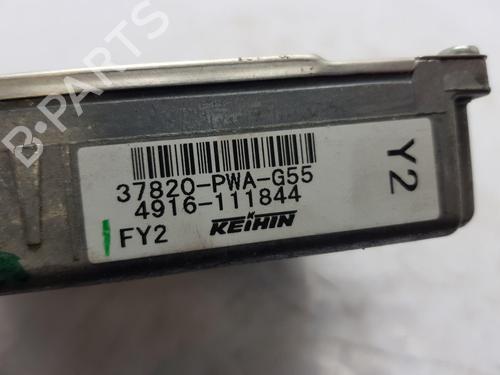 B-PARTS
37820-PWA-G55
4916-111844
FY2
KEIHIN
Y2